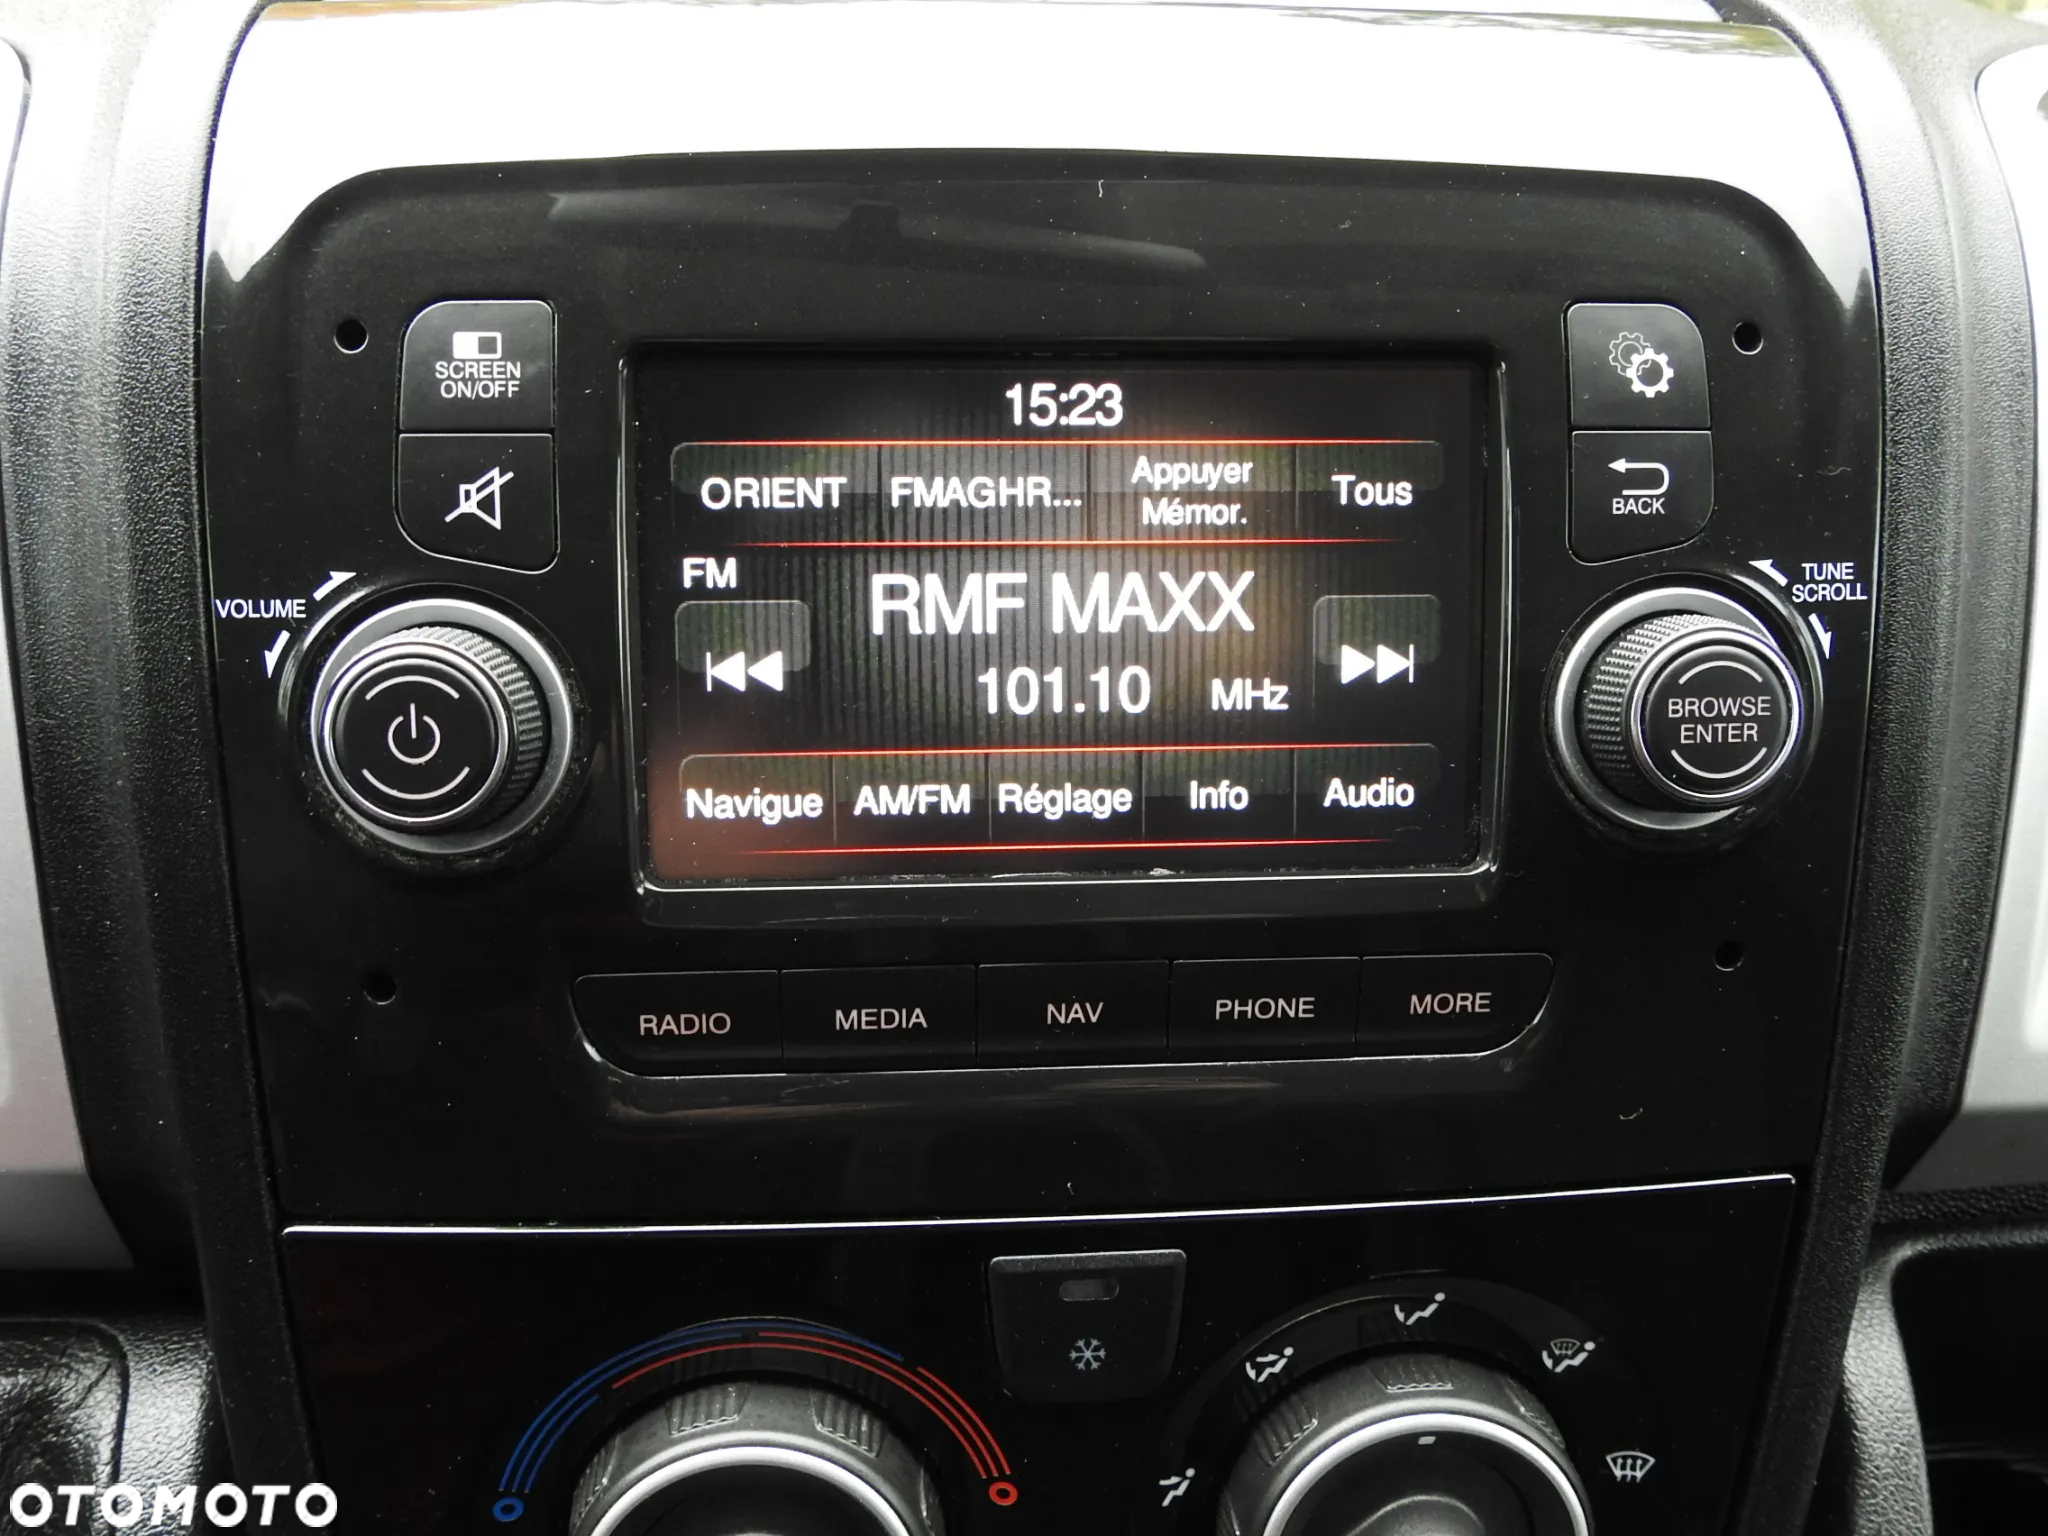 SCREEN
ON/OFF
15:23
ORIENT
FMAGHR...
Appuyer
Mémor.
Tous
BACK
VOLUME
FM
RMF MAXX
101.10 MHz
TUNE
SCROLL
BROWSE
ENTER
Navigue
AM/FM
Réglage
Info
Audio
RADIO
MEDIA
NAV
PHONE
MORE
OTOMOTO